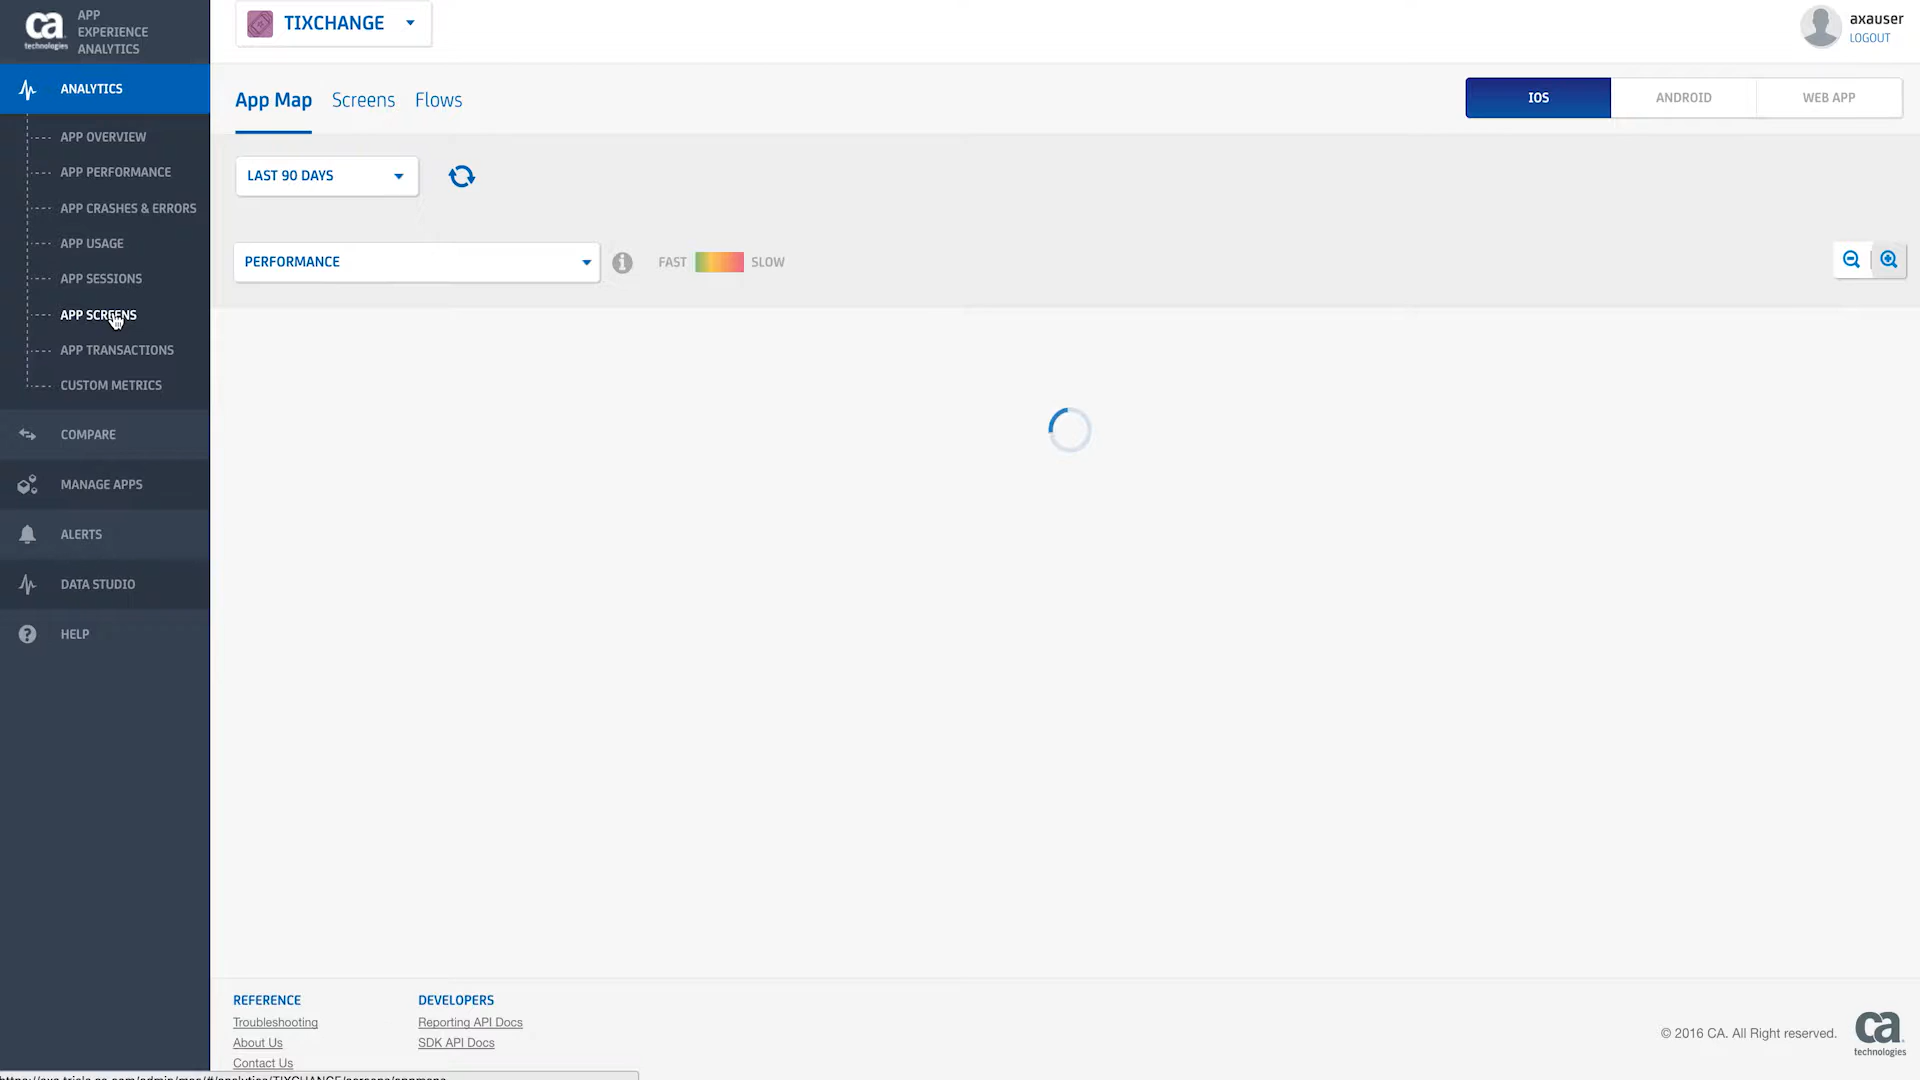 ca
technologies
APP
EXPERIENCE
ANALYTICS
TIXCHANGE
axauser
LOGOUT
ANALYTICS
APP OVERVIEW
APP PERFORMANCE
APP CRASHES & ERRORS
APP USAGE
APP SESSIONS
APP SCREENS
APP TRANSACTIONS
CUSTOM METRICS
COMPARE
MANAGE APPS
ALERTS
DATA STUDIO
HELP
App Map Screens Flows
IOS ANDROID WEB APP
LAST 90 DAYS
PERFORMANCE
FAST SLOW
REFERENCE
Troubleshooting
About Us
Contact Us
DEVELOPERS
Reporting API Docs
SDK API Docs
© 2016 CA. All Right reserved.
ca
technologies